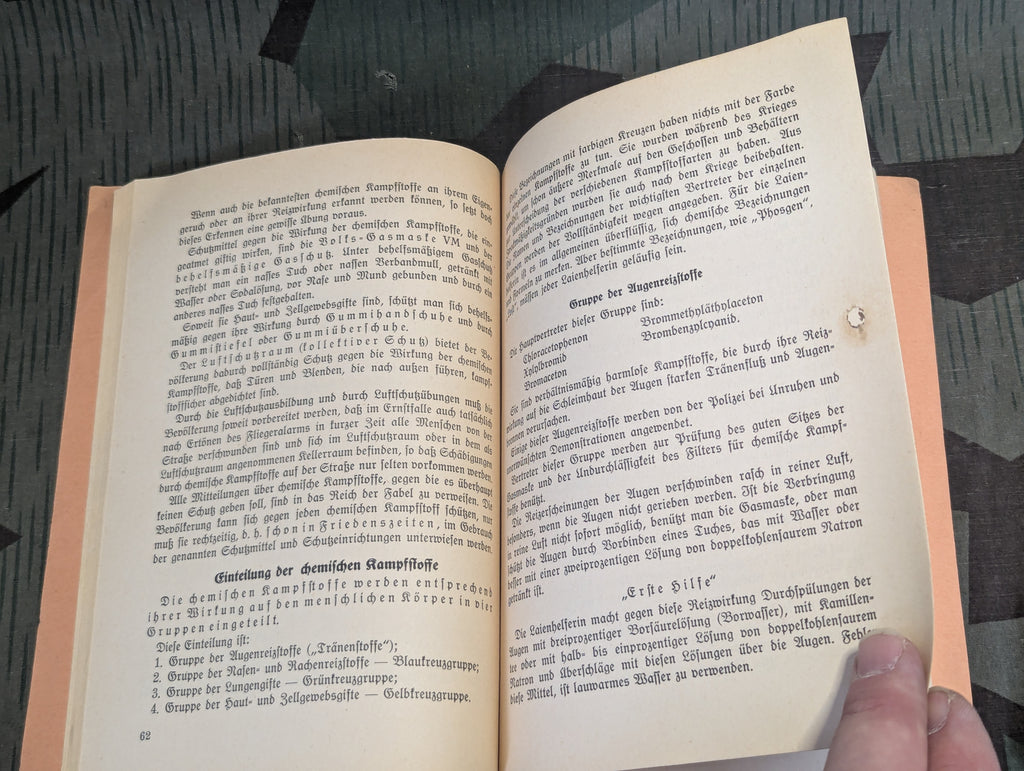 Wenn auch die bekanntesten chemischen Kampfstoffe an ihrem Eigen-
geruch oder an ihrer Reizwirkung erkannt werden können, so setzt doch
dieses Erkennen eine gewisse Übung voraus.
Schutzmittel gegen die Wirkung der chemischen Kampfstoffe, die ein-
geatmet giftig wirken, sind die Volks-Gasmaske VM und der
behelfsmäßige Gasschutz. Unter behelfsmäßigem Gasschutz
versteht man ein nasses Tuch oder nassen Verbandmull, getränkt mit
Wasser oder Sodalösung, vor Nase und Mund gebunden und durch ein
anderes nasses Tuch festgehalten.
Soweit sie Haut- und Zellgewebsgifte sind, schützt man sich behelfs-
mäßig gegen ihre Wirkung durch Gummihandschuhe und durch
Gummistiefel oder Gummiüberschuhe.
Der Luftschutzraum (kollektiver Schutz) bietet der Be-
völkerung dadurch vollständig Schutz gegen die Wirkung der chemischen
Kampfstoffe, daß Türen und Blenden, die nach außen führen, kampf-
stoffsicher abgedichtet sind.
Durch die Luftschutzausbildung und durch Luftschutzübungen muß die
Bevölkerung soweit vorbereitet werden, daß im Ernstfalle auch tatsächlich
nach Ertönen des Fliegeralarms in kurzer Zeit alle Menschen von der
Straße verschwunden sind und sich im Luftschutzraum oder in dem als
Luftschutzraum angenommenen Kellerraum befinden, so daß Schädigungen
durch chemische Kampfstoffe auf der Straße nur selten vorkommen werden.
Alle Mitteilungen über chemische Kampfstoffe, gegen die es überhaupt
keinen Schutz geben soll, sind in das Reich der Fabel zu verweisen. Die
Bevölkerung kann sich gegen jeden chemischen Kampfstoff schützen, nur
muß sie rechtzeitig, d. h. schon in Friedenszeiten, im Gebrauch
der genannten Schutzmittel und Schutzeinrichtungen unterwiesen werden.
Einteilung der chemischen Kampfstoffe
Die chemischen Kampfstoffe werden entsprechend
ihrer Wirkung auf den menschlichen Körper in vier
Gruppen eingeteilt.
Diese Einteilung ist:
1. Gruppe der Augenreizstoffe („Tränenstoffe“);
2. Gruppe der Nasen- und Rachenreizstoffe — Blaukreuzgruppe;
3. Gruppe der Lungengifte — Grünkreuzgruppe;
4. Gruppe der Haut- und Zellgewebsgifte — Gelbkreuzgruppe.
62
Bezeichnungen mit farbigen Kreuzen haben nichts mit der Farbe
Kampfstoffe zu tun. Sie wurden während des Krieges
äußere Merkmale auf den Geschossen und Behältern
der verschiedenen Kampfstoffarten zu haben. Aus
wurden sie auch nach dem Kriege beibehalten.
Namen und Bezeichnungen der wichtigsten Vertreter der einzelnen
werden der Vollständigkeit wegen angegeben. Für die Laien-
ist es im allgemeinen überflüssig, sich chemische Bezeichnungen
Formeln zu merken. Aber bestimmte Bezeichnungen, wie „Phosgen“,
müssen jeder Laienhelferin geläufig sein.
Gruppe der Augenreizstoffe
Die Hauptvertreter dieser Gruppe sind:
Chloracetophenon Brommethyläthylaceton
Xylolbromid Brombenzylcyanid.
Bromaceton
Sie sind verhältnismäßig harmlose Kampfstoffe, die durch ihre Reiz-
wirkung auf die Schleimhaut der Augen starken Tränenfluß und Augen-
brennen verursachen.
Einige dieser Augenreizstoffe werden von der Polizei bei Unruhen und
unerwünschten Demonstrationen angewendet.
Vertreter dieser Gruppe werden zur Prüfung des guten Sitzes der
Gasmaske und der Undurchlässigkeit des Filters für chemische Kampf-
stoffe benützt.
Die Reizerscheinungen der Augen verschwinden rasch in reiner Luft,
besonders, wenn die Augen nicht gerieben werden. Ist die Verbringung
in reine Luft nicht sofort möglich, benützt man die Gasmaske, oder man
schützt die Augen durch Vorbinden eines Tuches, das mit Wasser oder
besser mit einer zweiprozentigen Lösung von doppelkohlensaurem Natron
getränkt ist.
„Erste Hilfe“
Die Laienhelferin macht gegen diese Reizwirkung Durchspülungen der
Augen mit dreiprozentiger Borsäurelösung (Borwasser), mit Kamillen-
tee oder mit halb- bis einprozentiger Lösung von doppelkohlensaurem
Natron und Überschläge mit diesen Lösungen über die Augen.
diese Mittel, ist lauwarmes Wasser zu verwenden.